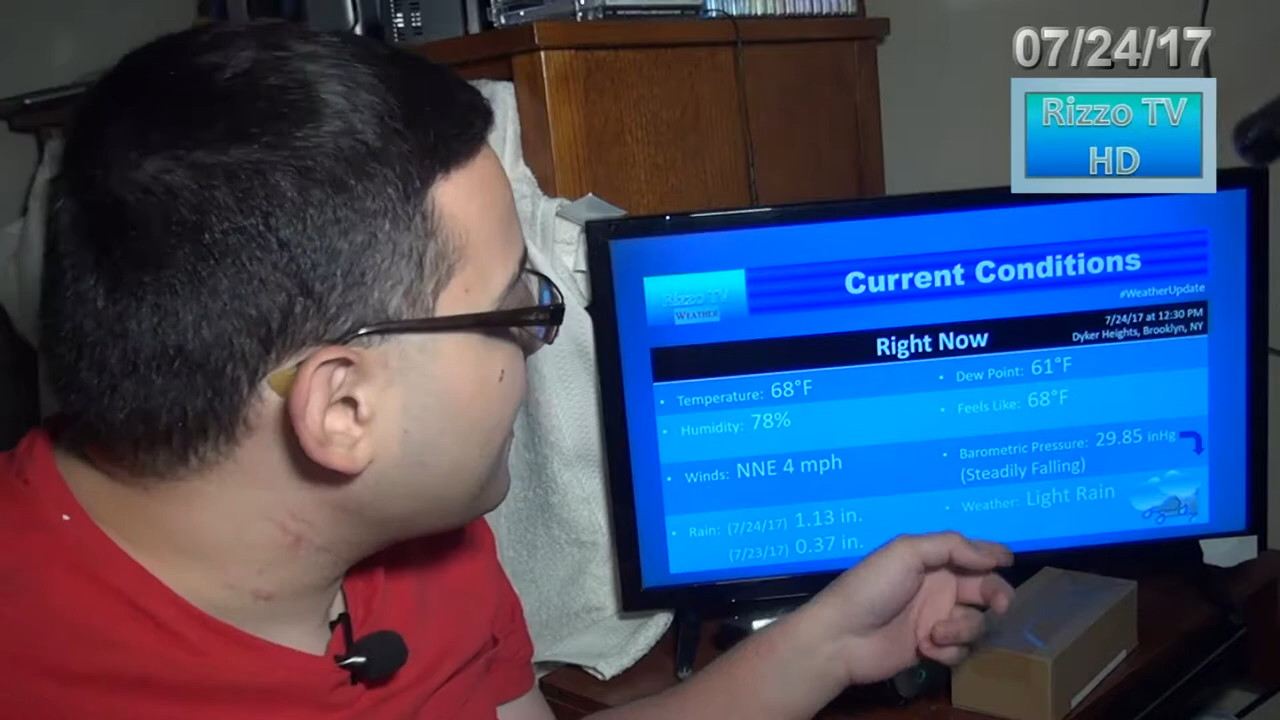 07/24/17
Rizzo TV
HD
Rizzo TV
WEATHER
Current Conditions
#WeatherUpdate
Right Now
7/24/17 at 12:30 PM
Dyker Heights, Brooklyn, NY
• Temperature: 68°F
• Dew Point: 61°F
• Humidity: 78%
• Feels Like: 68°F
• Winds: NNE 4 mph
• Barometric Pressure: 29.85 inHg
(Steadily Falling)
• Rain: (7/24/17) 1.13 in.
(7/23/17) 0.37 in.
• Weather: Light Rain